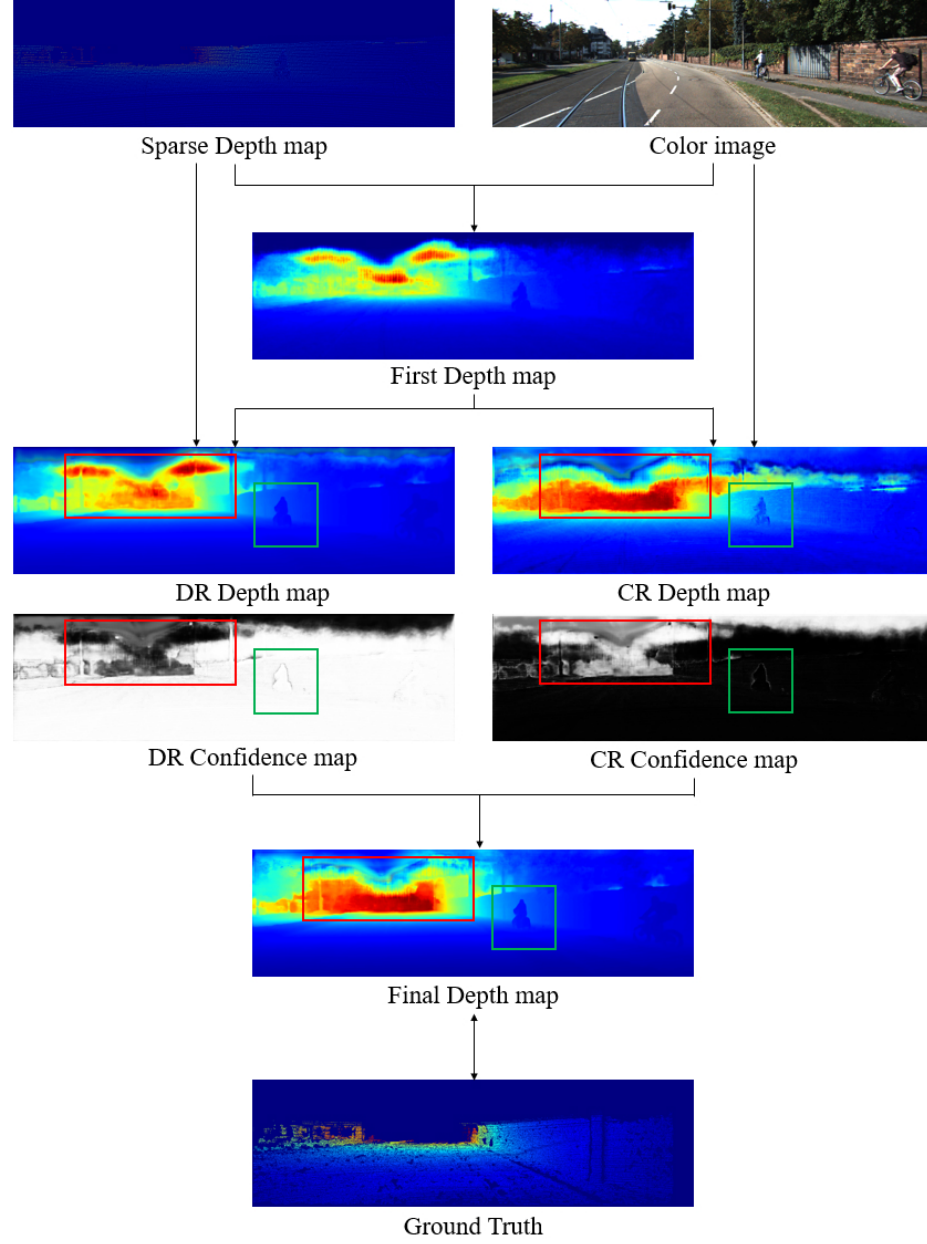 Sparse Depth map
Color image
First Depth map
DR Depth map
CR Depth map
DR Confidence map
CR Confidence map
Final Depth map
Ground Truth